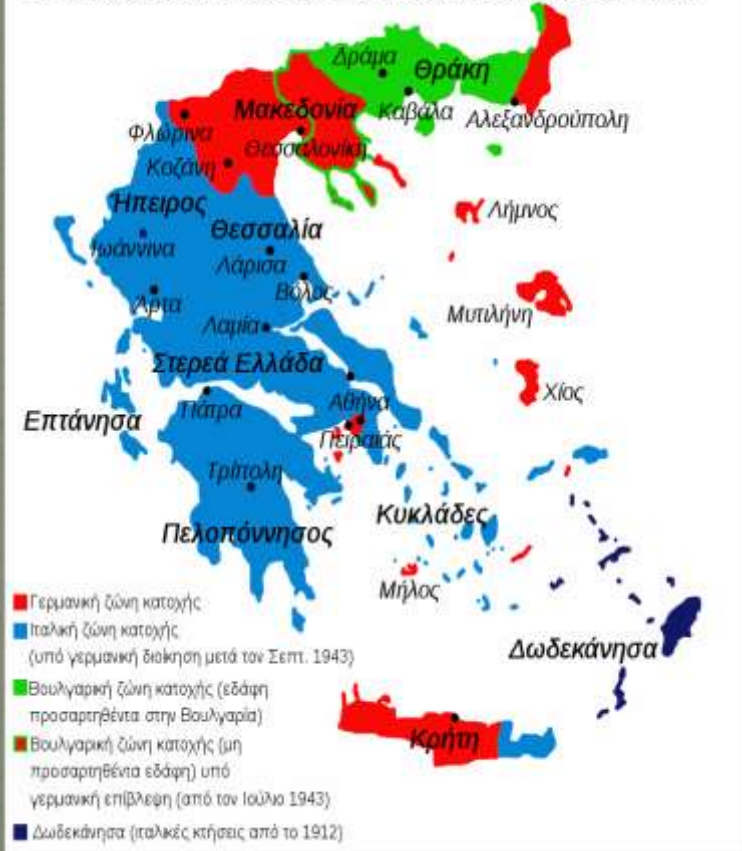 Δράμα
Θράκη
Καβάλα
Αλεξανδρούπολη
Μακεδονία
Φλώρινα
Θεσσαλονίκη
Κοζάνη
Ήπειρος
Λήμνος
Θεσσαλία
Ιωάννινα
Λάρισα
Βόλος
Άρτα
Μυτιλήνη
Λαμία
Στερεά Ελλάδα
Χίος
Αθήνα
Πάτρα
Επτάνησα
Πειραιάς
Τρίπολη
Κυκλάδες
Πελοπόννησος
Μήλος
Δωδεκάνησα
Κρήτη
Γερμανική ζώνη κατοχής
Ιταλική ζώνη κατοχής
(υπό γερμανική διοίκηση μετά τον Σεπτ. 1943)
Βουλγαρική ζώνη κατοχής (εδάφη
προσαρτηθέντα στην Βουλγαρία)
Βουλγαρική ζώνη κατοχής (μη
προσαρτηθέντα εδάφη) υπό
γερμανική επίβλεψη (από τον Ιούλιο 1943)
Δωδεκάνησα (ιταλικές κτήσεις από το 1912)